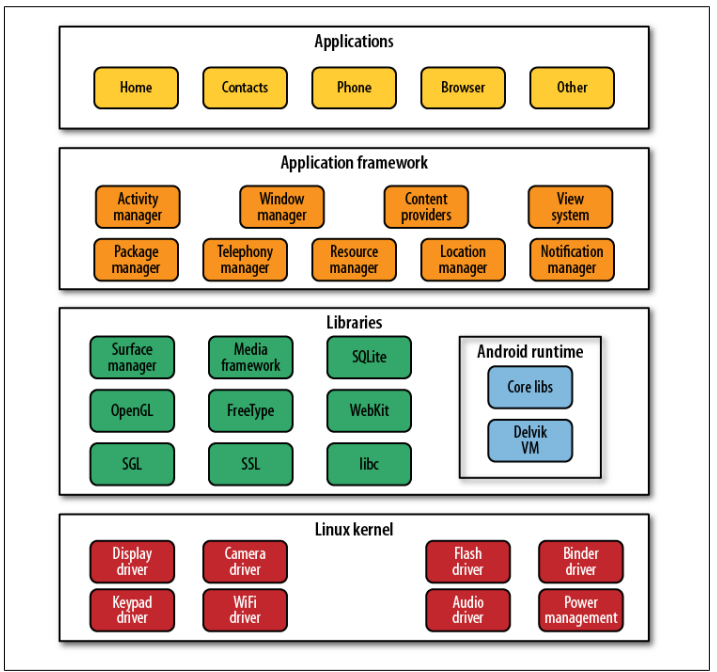 Applications
Home
Contacts
Phone
Browser
Other
Application framework
Activity
manager
Window
manager
Content
providers
View
system
Package
manager
Telephony
manager
Resource
manager
Location
manager
Notification
manager
Libraries
Surface
manager
Media
framework
SQLite
OpenGL
FreeType
WebKit
SGL
SSL
libc
Android runtime
Core libs
Delvik
VM
Linux kernel
Display
driver
Camera
driver
Flash
driver
Binder
driver
Keypad
driver
WiFi
driver
Audio
driver
Power
management